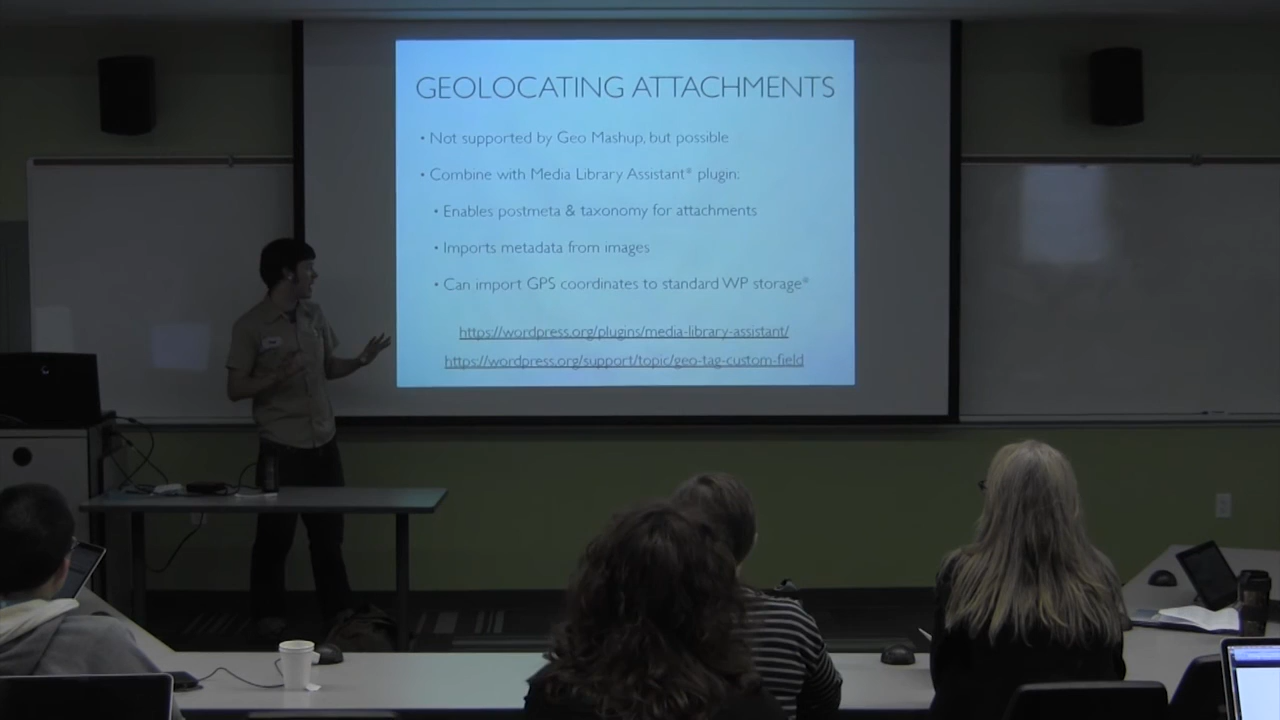 GEOLOCATING ATTACHMENTS
• Not supported by Geo Mashup, but possible
• Combine with Media Library Assistant* plugin:
• Enables postmeta & taxonomy for attachments
• Imports metadata from images
• Can import GPS coordinates to standard WP storage*
https://wordpress.org/plugins/media-library-assistant/
https://wordpress.org/support/topic/geo-tag-custom-field